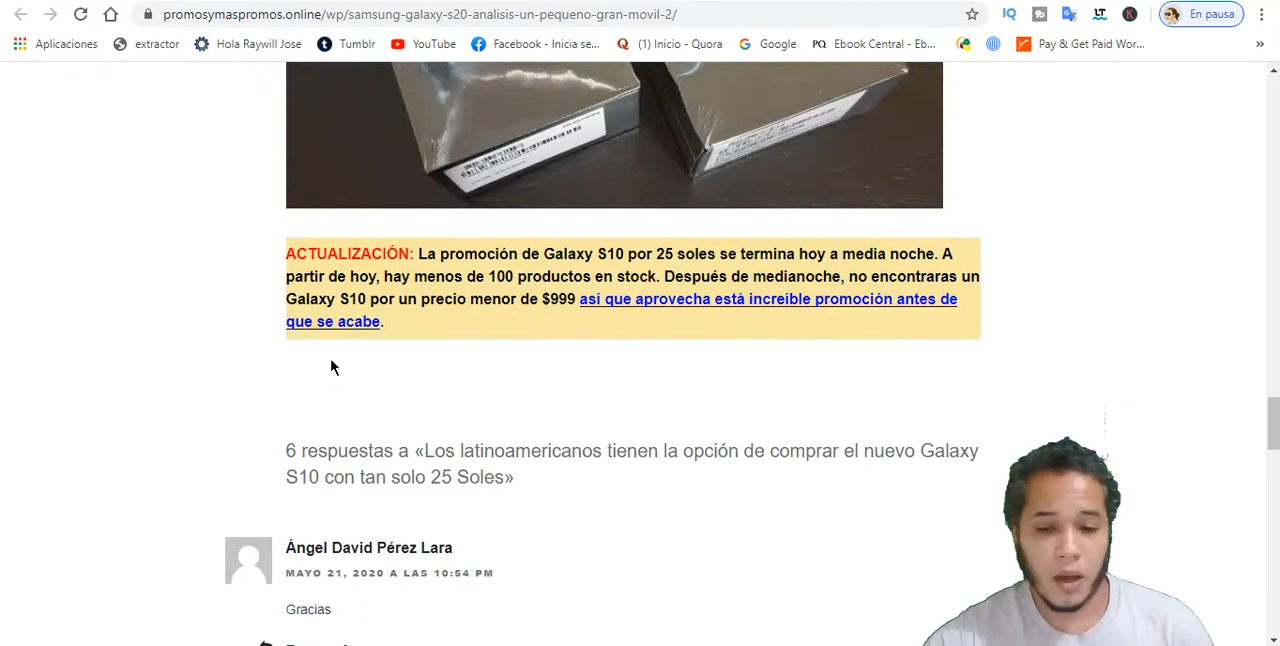 promosymaspromos.online/wp/samsung-galaxy-s20-analisis-un-pequeno-gran-movil-2/
En pausa
Aplicaciones
extractor
Hola Raywill Jose
Tumblr
YouTube
Facebook - Inicia se...
(1) Inicio - Quora
Google
PQ Ebook Central - Eb...
Pay & Get Paid Wor...
»
ACTUALIZACIÓN: La promoción de Galaxy S10 por 25 soles se termina hoy a media noche. A
partir de hoy, hay menos de 100 productos en stock. Después de medianoche, no encontraras un
Galaxy S10 por un precio menor de $999 así que aprovecha está increíble promoción antes de
que se acabe.
6 respuestas a «Los latinoamericanos tienen la opción de comprar el nuevo Galaxy
S10 con tan solo 25 Soles»
Ángel David Pérez Lara
MAYO 21, 2020 A LAS 10:54 PM
Gracias